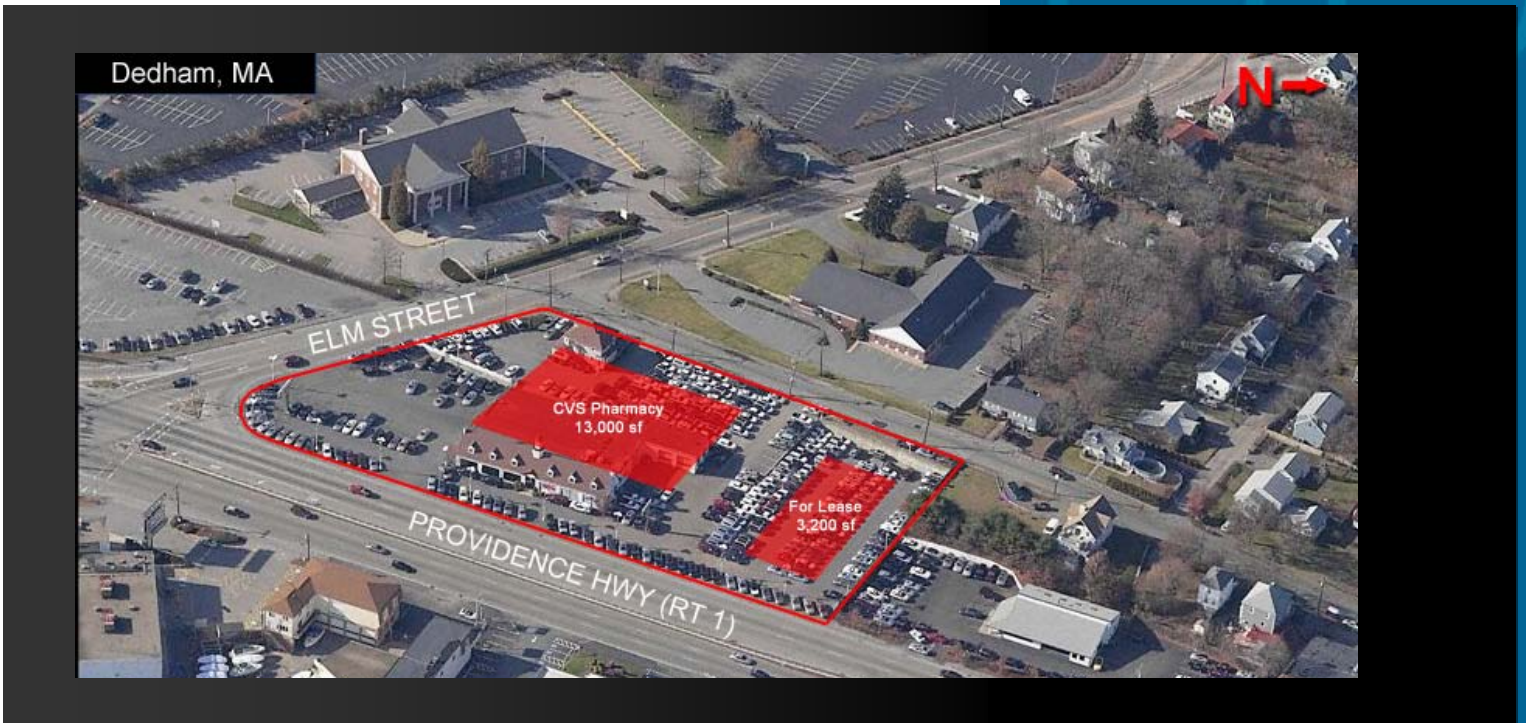 Dedham, MA
N
ELM STREET
CVS Pharmacy
13,000 sf
For Lease
3,200 sf
PROVIDENCE HWY (RT 1)